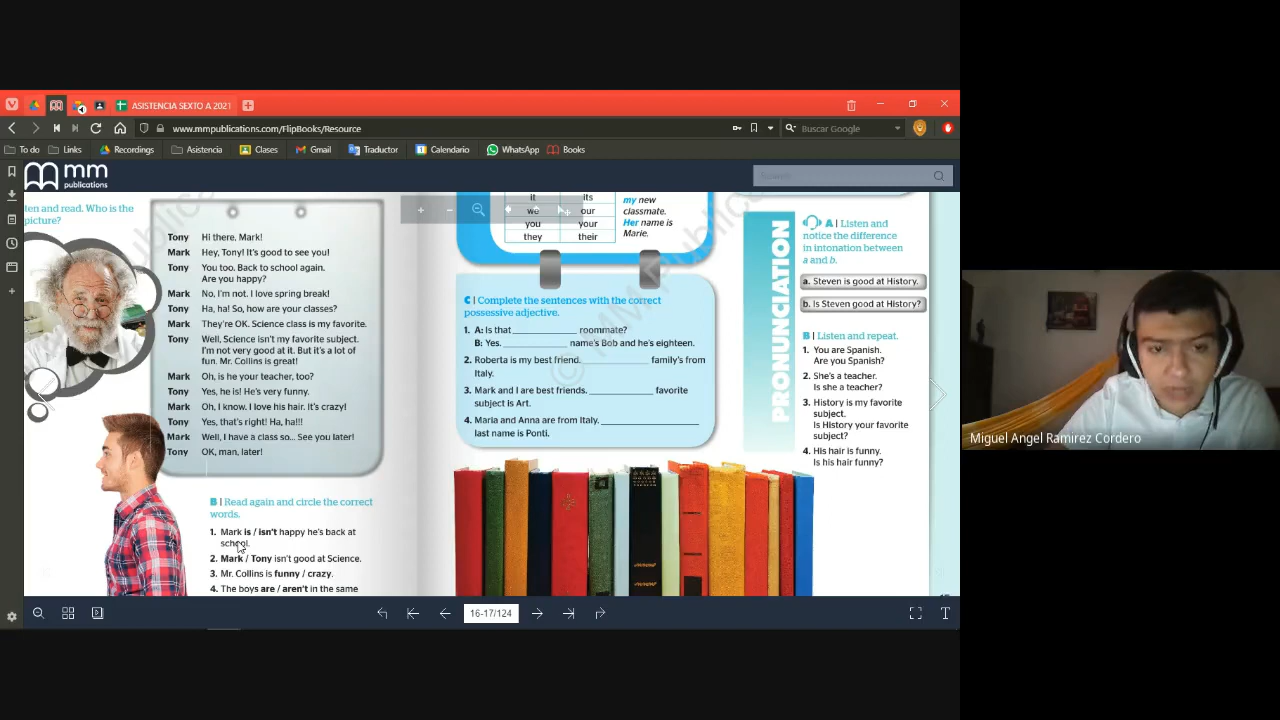 ASISTENCIA SEXTO A 2021
www.mmpublications.com/FlipBooks/Resource
Buscar Google
To do Links Recordings Asistencia Clases Gmail Traductor Calendario WhatsApp Books
mm
publications
Search...
ten and read. Who is the
picture?
Tony Hi there, Mark!
Mark Hey, Tony! It's good to see you!
Tony You too. Back to school again.
Are you happy?
Mark No, I'm not. I love spring break!
Tony Ha, ha! So, how are your classes?
Mark They're OK. Science class is my favorite.
Tony Well, Science isn't my favorite subject.
I'm not very good at it. But it's a lot of
fun. Mr. Collins is great!
Mark Oh, is he your teacher, too?
Tony Yes, he is! He's very funny.
Mark Oh, I know. I love his hair. It's crazy!
Tony Yes, that's right! Ha, ha!!!
Mark Well, I have a class so... See you later!
Tony OK, man, later!
B | Read again and circle the correct
words.
1. Mark is / isn't happy he's back at
school.
2. Mark / Tony isn't good at Science.
3. Mr. Collins is funny / crazy.
4. The boys are / aren't in the same
it its
we our
you your
they their
my new
classmate.
Her name is
Marie.
C | Complete the sentences with the correct
possessive adjective.
1. A: Is that ____________ roommate?
B: Yes. ____________ name's Bob and he's eighteen.
2. Roberta is my best friend. ____________ family's from
Italy.
3. Mark and I are best friends. ____________ favorite
subject is Art.
4. Maria and Anna are from Italy. ____________
last name is Ponti.
PRONUNCIATION
A | Listen and
notice the difference
in intonation between
a and b.
a. Steven is good at History.
b. Is Steven good at History?
B | Listen and repeat.
1. You are Spanish.
Are you Spanish?
2. She's a teacher.
Is she a teacher?
3. History is my favorite
subject.
Is History your favorite
subject?
4. His hair is funny.
Is his hair funny?
16-17/124
Miguel Angel Ramirez Cordero